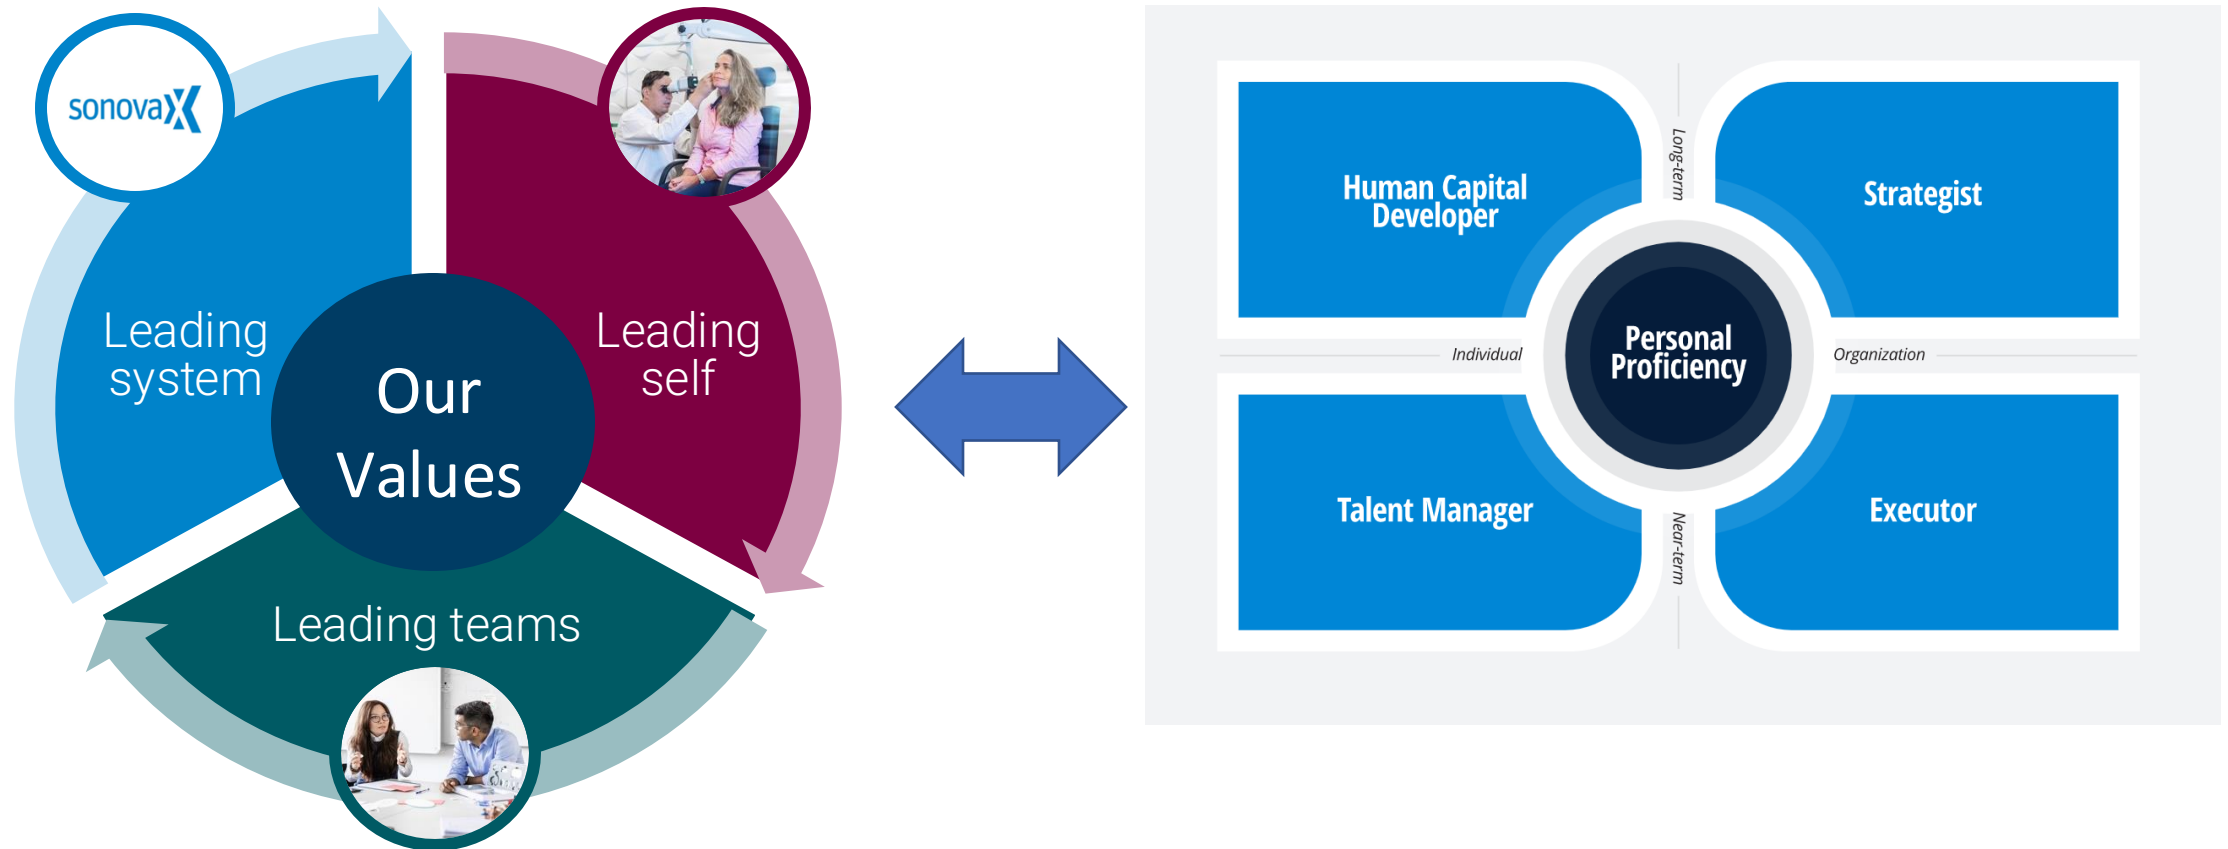 sonova
Leading
system
Leading
self
Our
Values
Leading teams
Human Capital
Developer
Strategist
Long-term
Individual
Personal
Proficiency
Organization
Talent Manager
Executor
Near-term